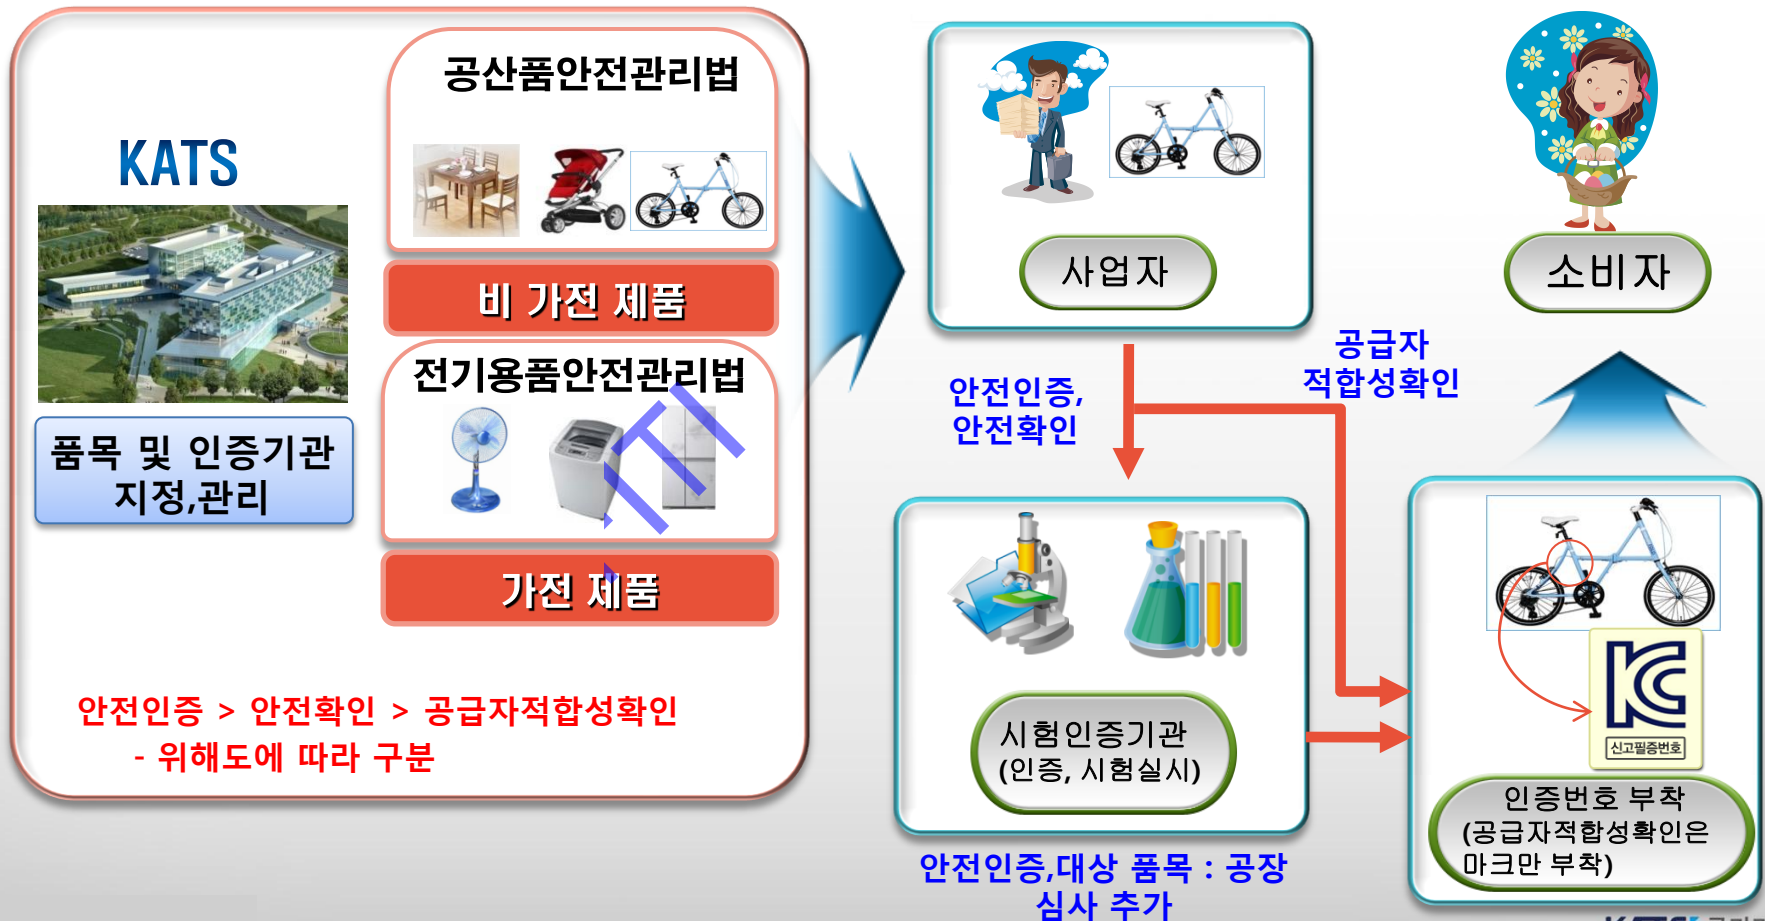 KATS
품목 및 인증기관
지정,관리
공산품안전관리법
비 가전 제품
전기용품안전관리법
가전 제품
안전인증 > 안전확인 > 공급자적합성확인
- 위해도에 따라 구분
사업자
안전인증,
안전확인
공급자
적합성확인
시험인증기관
(인증, 시험실시)
안전인증,대상 품목 : 공장
심사 추가
소비자
KC
신고필증번호
인증번호 부착
(공급자적합성확인은
마크만 부착)